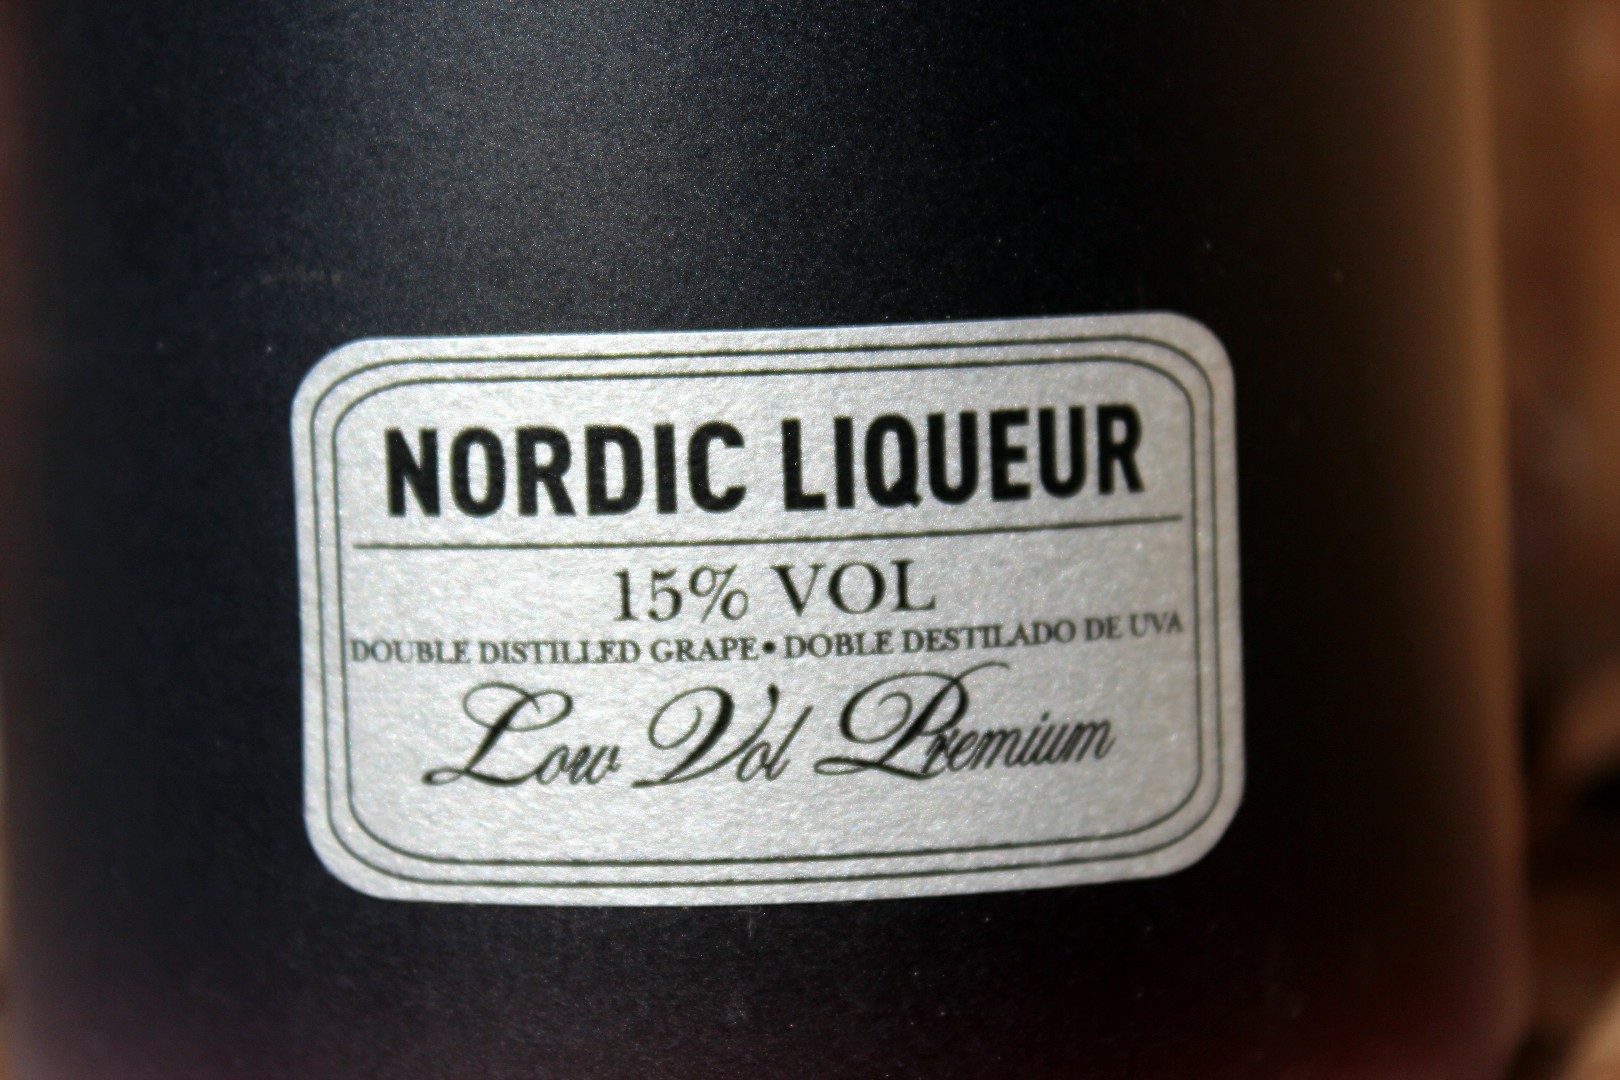 NORDIC LIQUEUR
15% VOL
DOUBLE DISTILLED GRAPE • DOBLE DESTILADO DE UVA
Low Vol Premium